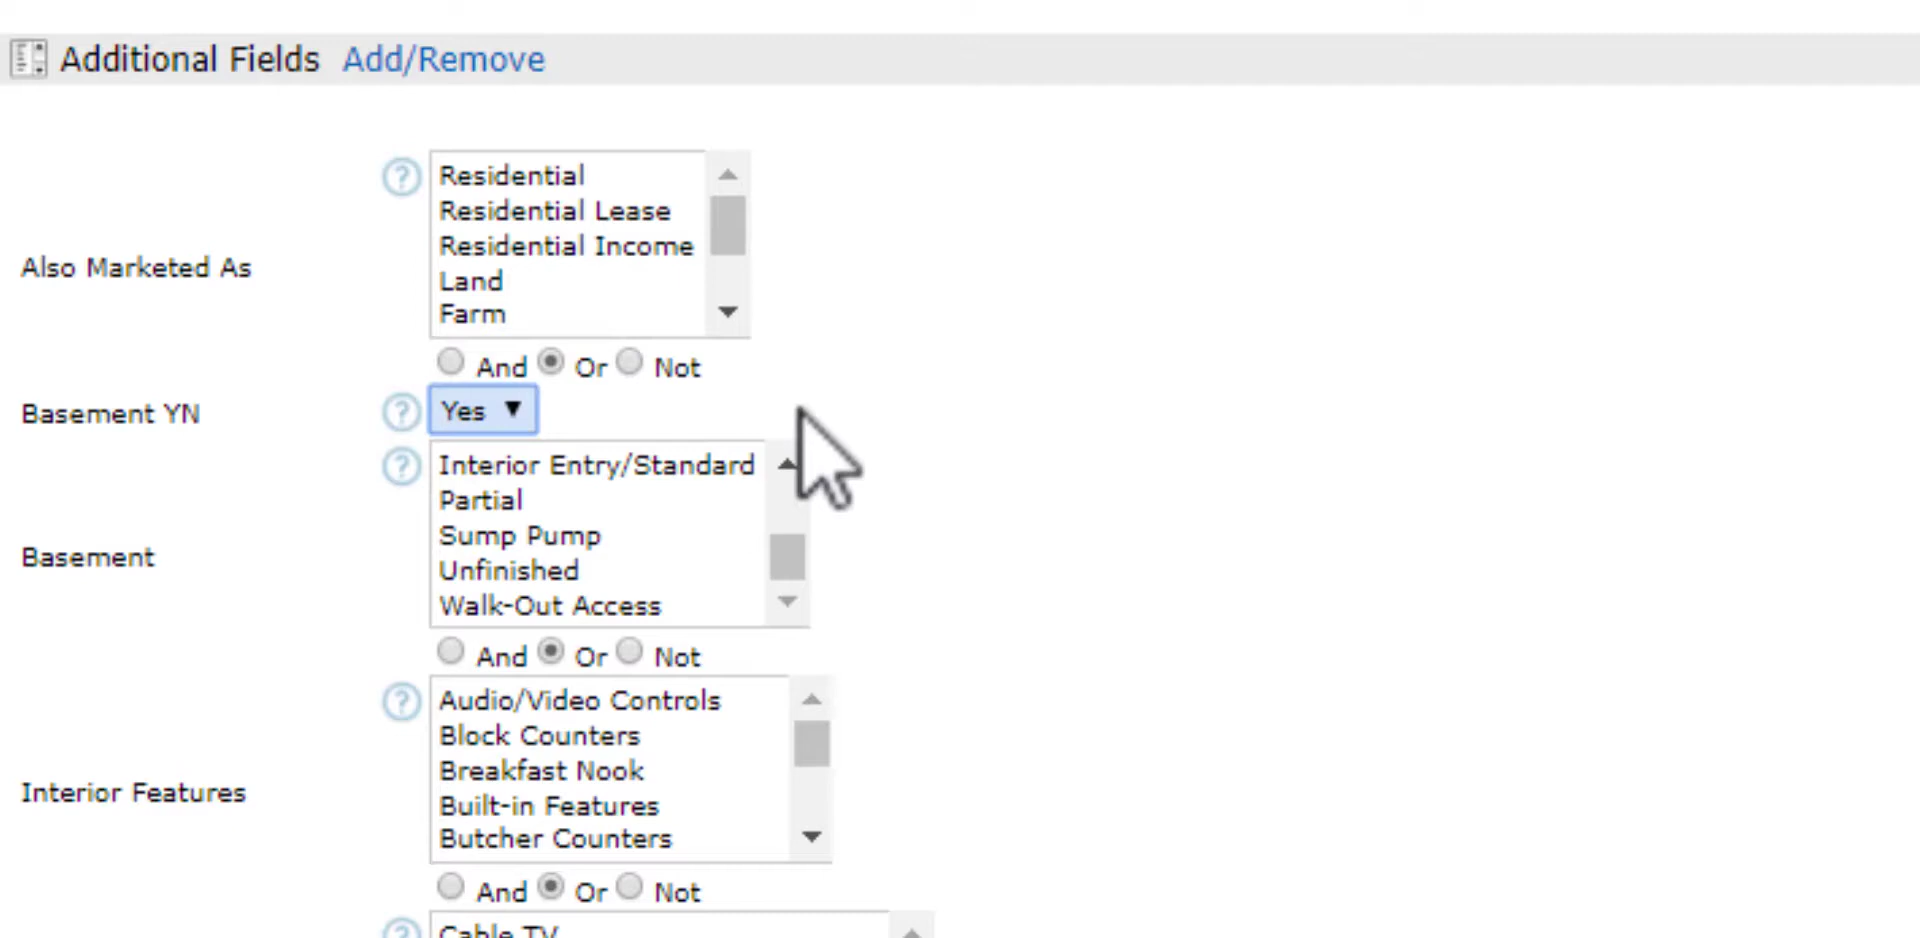 Additional Fields Add/Remove
Also Marketed As
?
Residential
Residential Lease
Residential Income
Land
Farm
And Or Not
Basement YN ? Yes
Basement
?
Interior Entry/Standard
Partial
Sump Pump
Unfinished
Walk-Out Access
And Or Not
Interior Features
?
Audio/Video Controls
Block Counters
Breakfast Nook
Built-in Features
Butcher Counters
And Or Not
?
Cable TV